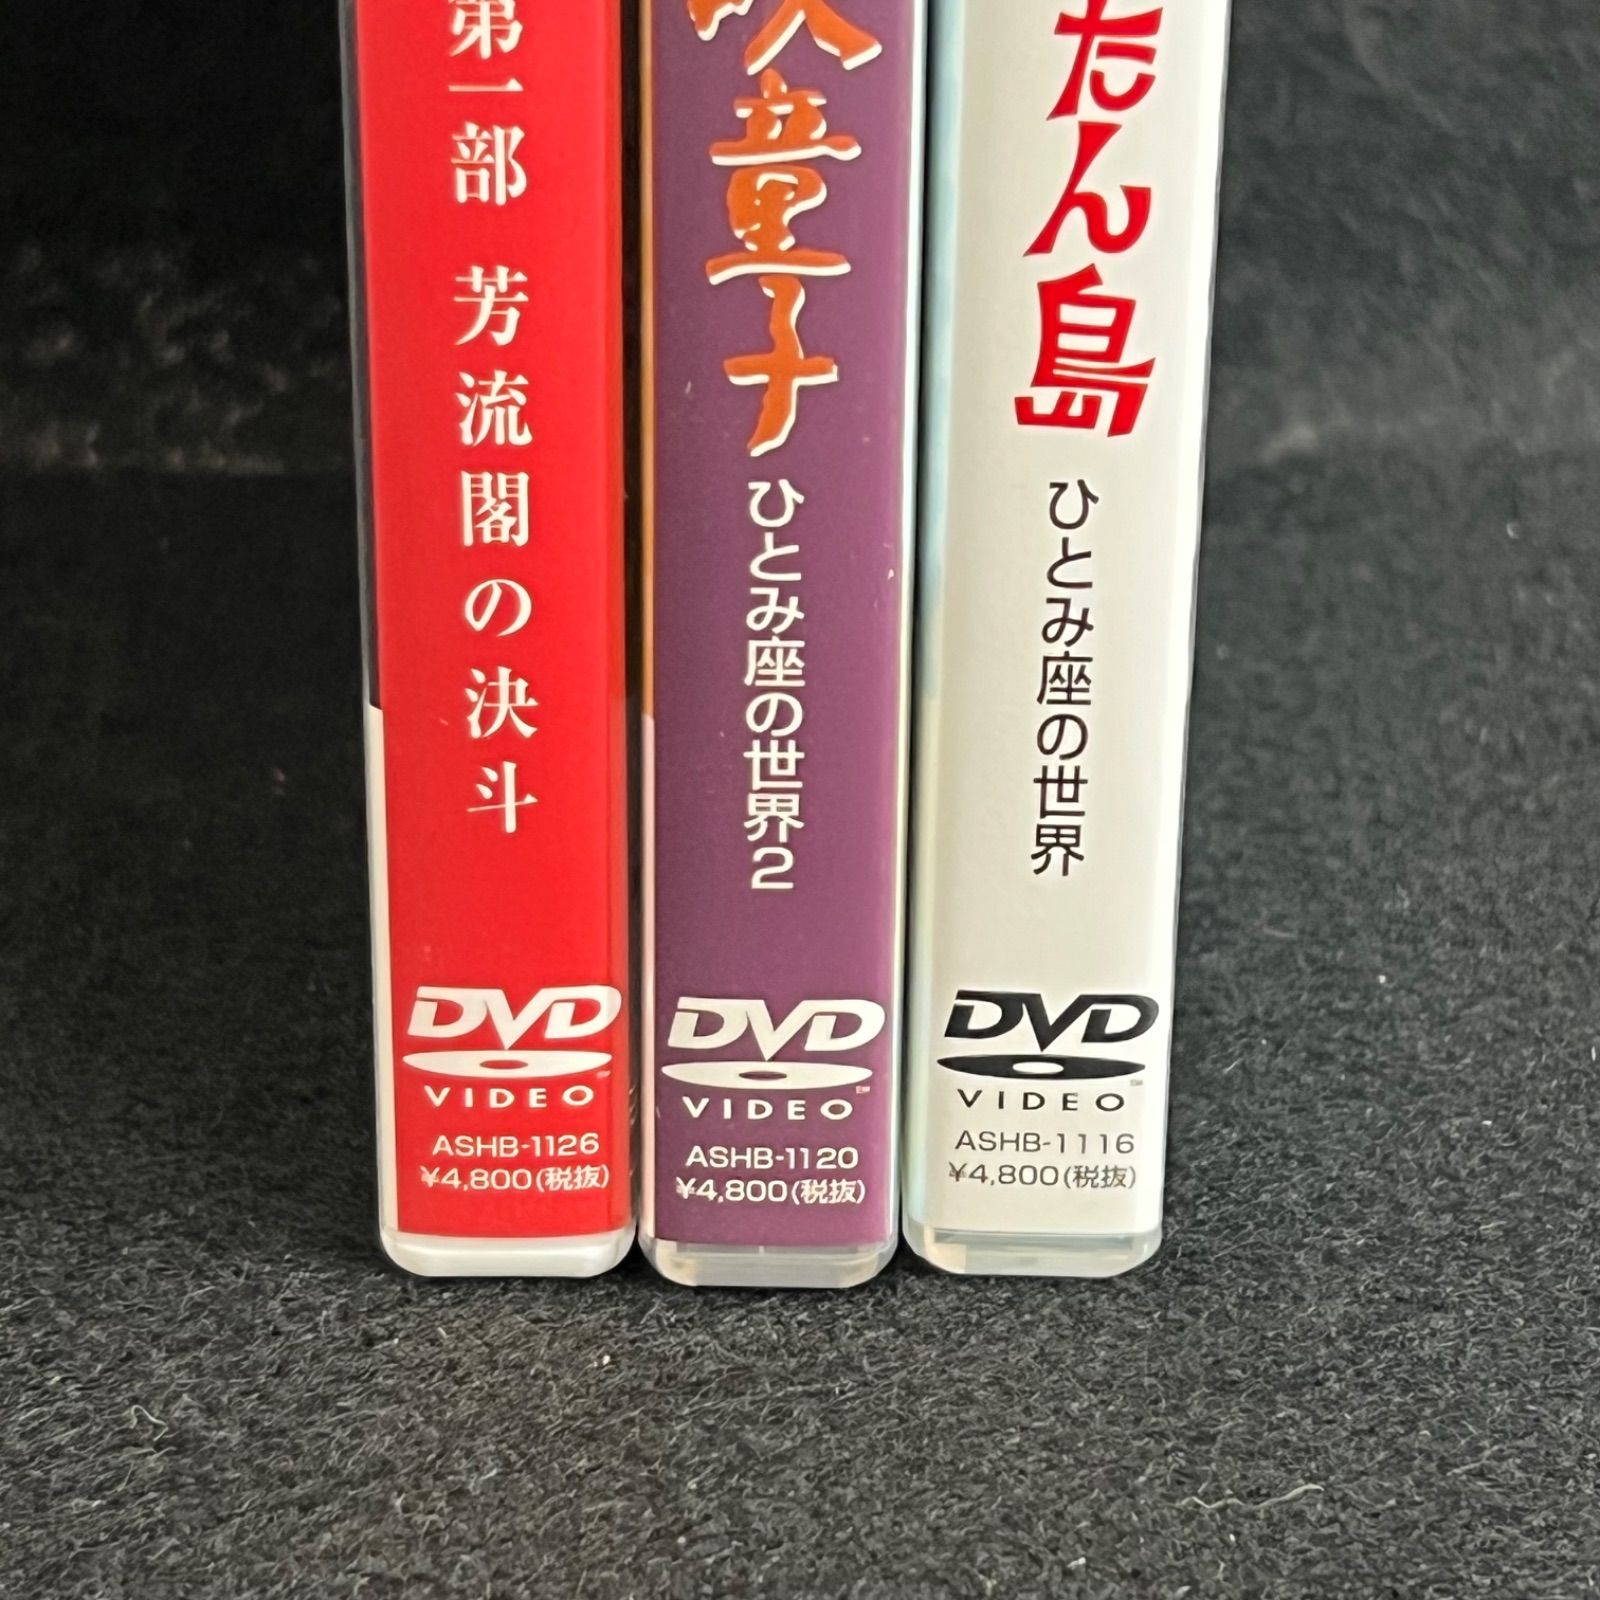 第一部 芳流閣の決斗
DVD
VIDEO
ASHB-1126
¥4,800(税抜)
吹童子
ひとみ座の世界2
DVD
VIDEO
ASHB-1120
¥4,800(税抜)
たん島
ひとみ座の世界
DVD
VIDEO
ASHB-1116
¥4,800(税抜)